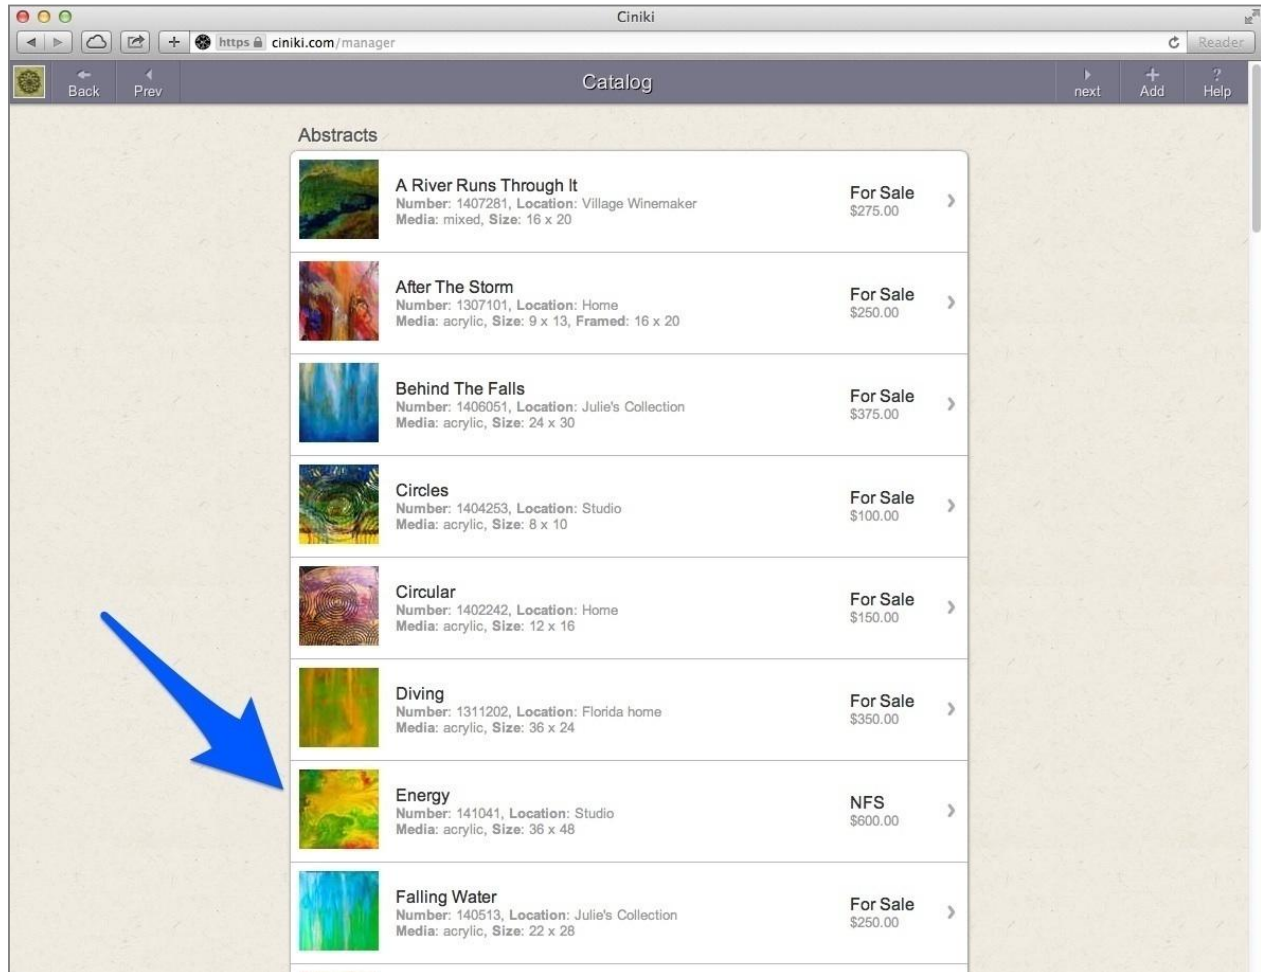 Ciniki
https ciniki.com/manager
Reader
Back
Prev
Catalog
next
Add
Help
Abstracts
A River Runs Through It
Number: 1407281, Location: Village Winemaker
Media: mixed, Size: 16 x 20
For Sale
$275.00
After The Storm
Number: 1307101, Location: Home
Media: acrylic, Size: 9 x 13, Framed: 16 x 20
For Sale
$250.00
Behind The Falls
Number: 1406051, Location: Julie's Collection
Media: acrylic, Size: 24 x 30
For Sale
$375.00
Circles
Number: 1404253, Location: Studio
Media: acrylic, Size: 8 x 10
For Sale
$100.00
Circular
Number: 1402242, Location: Home
Media: acrylic, Size: 12 x 16
For Sale
$150.00
Diving
Number: 1311202, Location: Florida home
Media: acrylic, Size: 36 x 24
For Sale
$350.00
Energy
Number: 141041, Location: Studio
Media: acrylic, Size: 36 x 48
NFS
$600.00
Falling Water
Number: 140513, Location: Julie's Collection
Media: acrylic, Size: 22 x 28
For Sale
$250.00